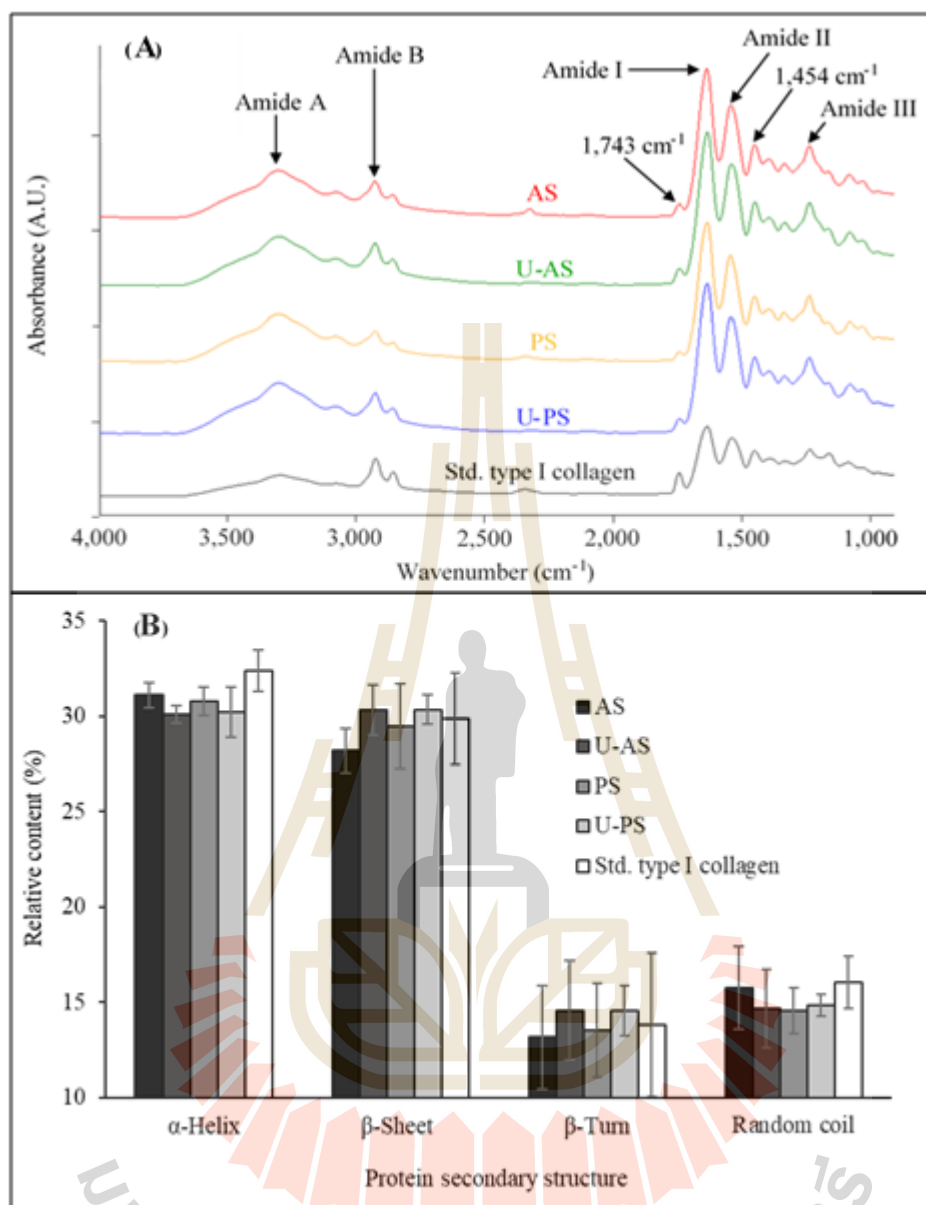 (A)
Amide A
Amide B
Amide I
Amide II
1,454 cm⁻¹
Amide III
1,743 cm⁻¹
AS
U-AS
PS
U-PS
Std. type I collagen
Absorbance (A.U.)
4,000 3,500 3,000 2,500 2,000 1,500 1,000
Wavenumber (cm⁻¹)
(B)
35
30
25
20
15
10
Relative content (%)
AS
U-AS
PS
U-PS
Std. type I collagen
α-Helix β-Sheet β-Turn Random coil
Protein secondary structure